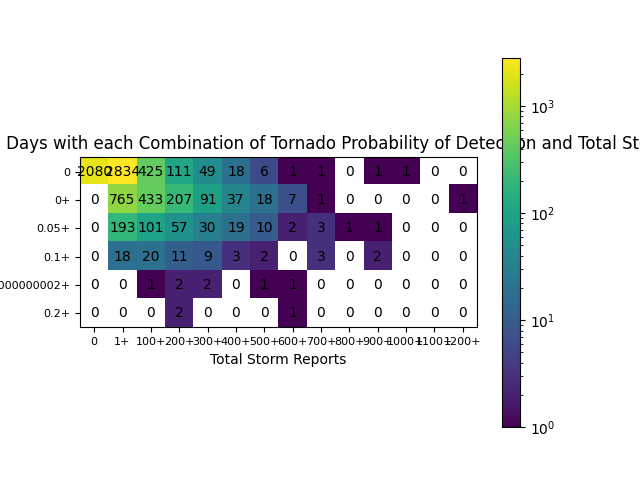 Days with each Combination of Tornado Probability of Detection and Total St
0 2080 2834 425 111 49 18 6 1 1 0 1 1 0 0
0+ 0 765 433 207 91 37 18 7 1 0 0 0 0 1
0.05+ 0 193 101 57 30 19 10 2 3 1 1 0 0 0
0.1+ 0 18 20 11 9 3 2 0 3 0 2 0 0 0
000000002+ 0 0 1 2 2 0 1 1 0 0 0 0 0 0
0.2+ 0 0 0 2 0 0 0 1 0 0 0 0 0 0
0 1+ 100+ 200+ 300+ 400+ 500+ 600+ 700+ 800+ 900+ 1000+ 1100+ 1200+
Total Storm Reports
10³
10²
10¹
10⁰